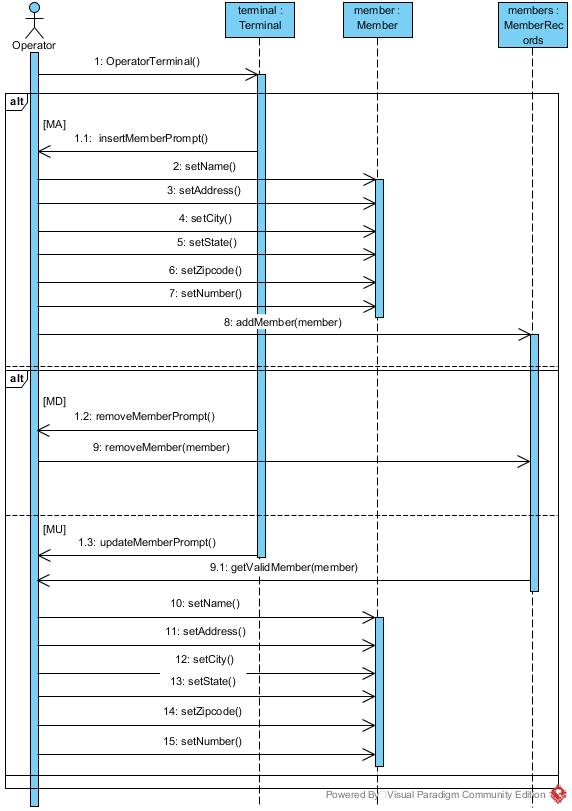 terminal :
Terminal
member :
Member
members :
MemberRec
ords
Operator
1: OperatorTerminal()
alt
[MA]
1.1: insertMemberPrompt()
2: setName()
3: setAddress()
4: setCity()
5: setState()
6: setZipcode()
7: setNumber()
8: addMember(member)
alt
[MD]
1.2: removeMemberPrompt()
9: removeMember(member)
[MU]
1.3: updateMemberPrompt()
9.1: getValidMember(member)
10: setName()
11: setAddress()
12: setCity()
13: setState()
14: setZipcode()
15: setNumber()
Powered By Visual Paradigm Community Edition